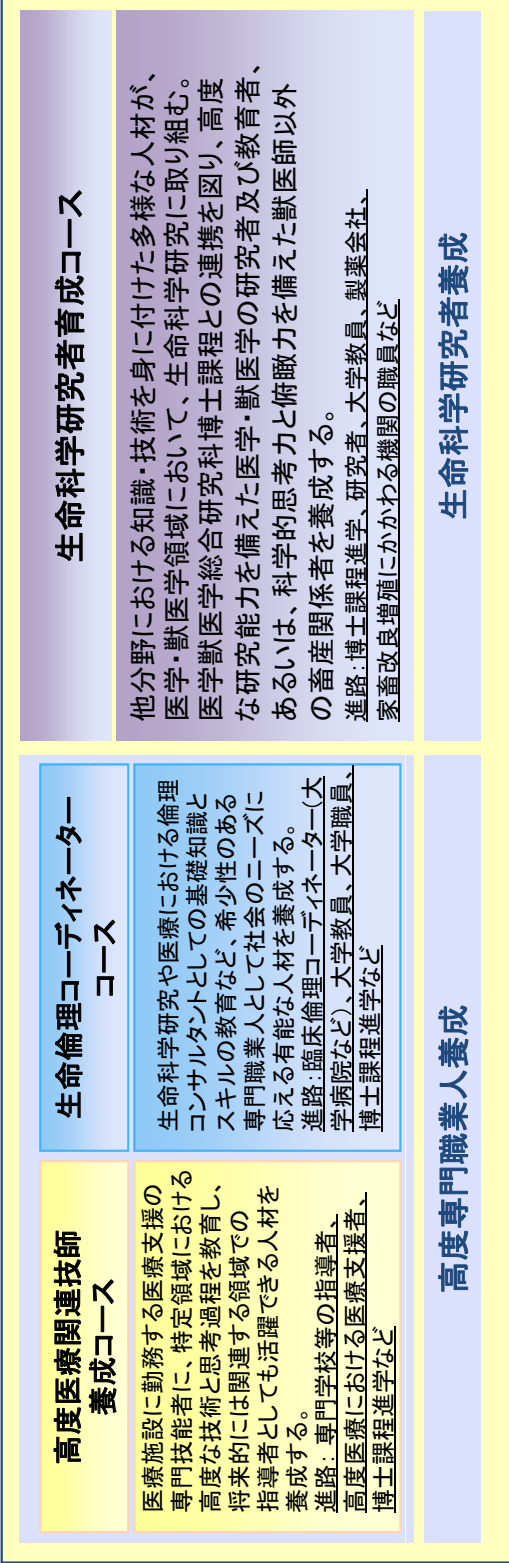 高度医療関連技師
養成コース
医療施設に勤務する医療支援の
専門技能者に、特定領域における
高度な技術と思考過程を教育し、
将来的には関連する領域での
指導者としても活躍できる人材を
養成する。
進路：専門学校等の指導者、
高度医療における医療支援者、
博士課程進学など
生命倫理コーディネーター
コース
生命科学研究や医療における倫理
コンサルタントとしての基礎知識と
スキルの教育など、希少性のある
専門職業人として社会のニーズに
応える有能な人材を養成する。
進路：臨床倫理コーディネーター（大
学病院など）、大学教員、大学職員、
博士課程進学など
高度専門職業人養成
生命科学研究者育成コース
他分野における知識・技術を身に付けた多様な人材が、
医学・獣医学領域において、生命科学研究に取り組む。
医学獣医学総合研究科博士課程との連携を図り、高度
な研究能力を備えた医学・獣医学の研究者及び教育者、
あるいは、科学的思考力と俯瞰力を備えた獣医師以外
の畜産関係者を養成する。
進路：博士課程進学、研究者、大学教員、製薬会社、
家畜改良増殖にかかわる機関の職員など
生命科学研究者養成